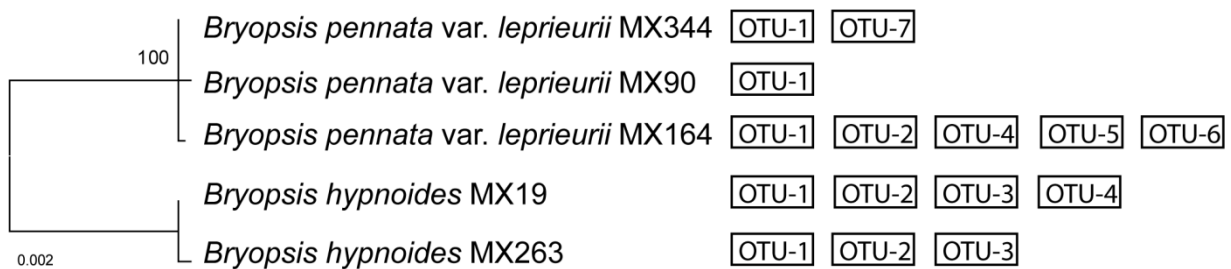 Bryopsis pennata var. leprieurii MX344 OTU-1 OTU-7
100
Bryopsis pennata var. leprieurii MX90 OTU-1
Bryopsis pennata var. leprieurii MX164 OTU-1 OTU-2 OTU-4 OTU-5 OTU-6
Bryopsis hypnoides MX19 OTU-1 OTU-2 OTU-3 OTU-4
Bryopsis hypnoides MX263 OTU-1 OTU-2 OTU-3
0.002